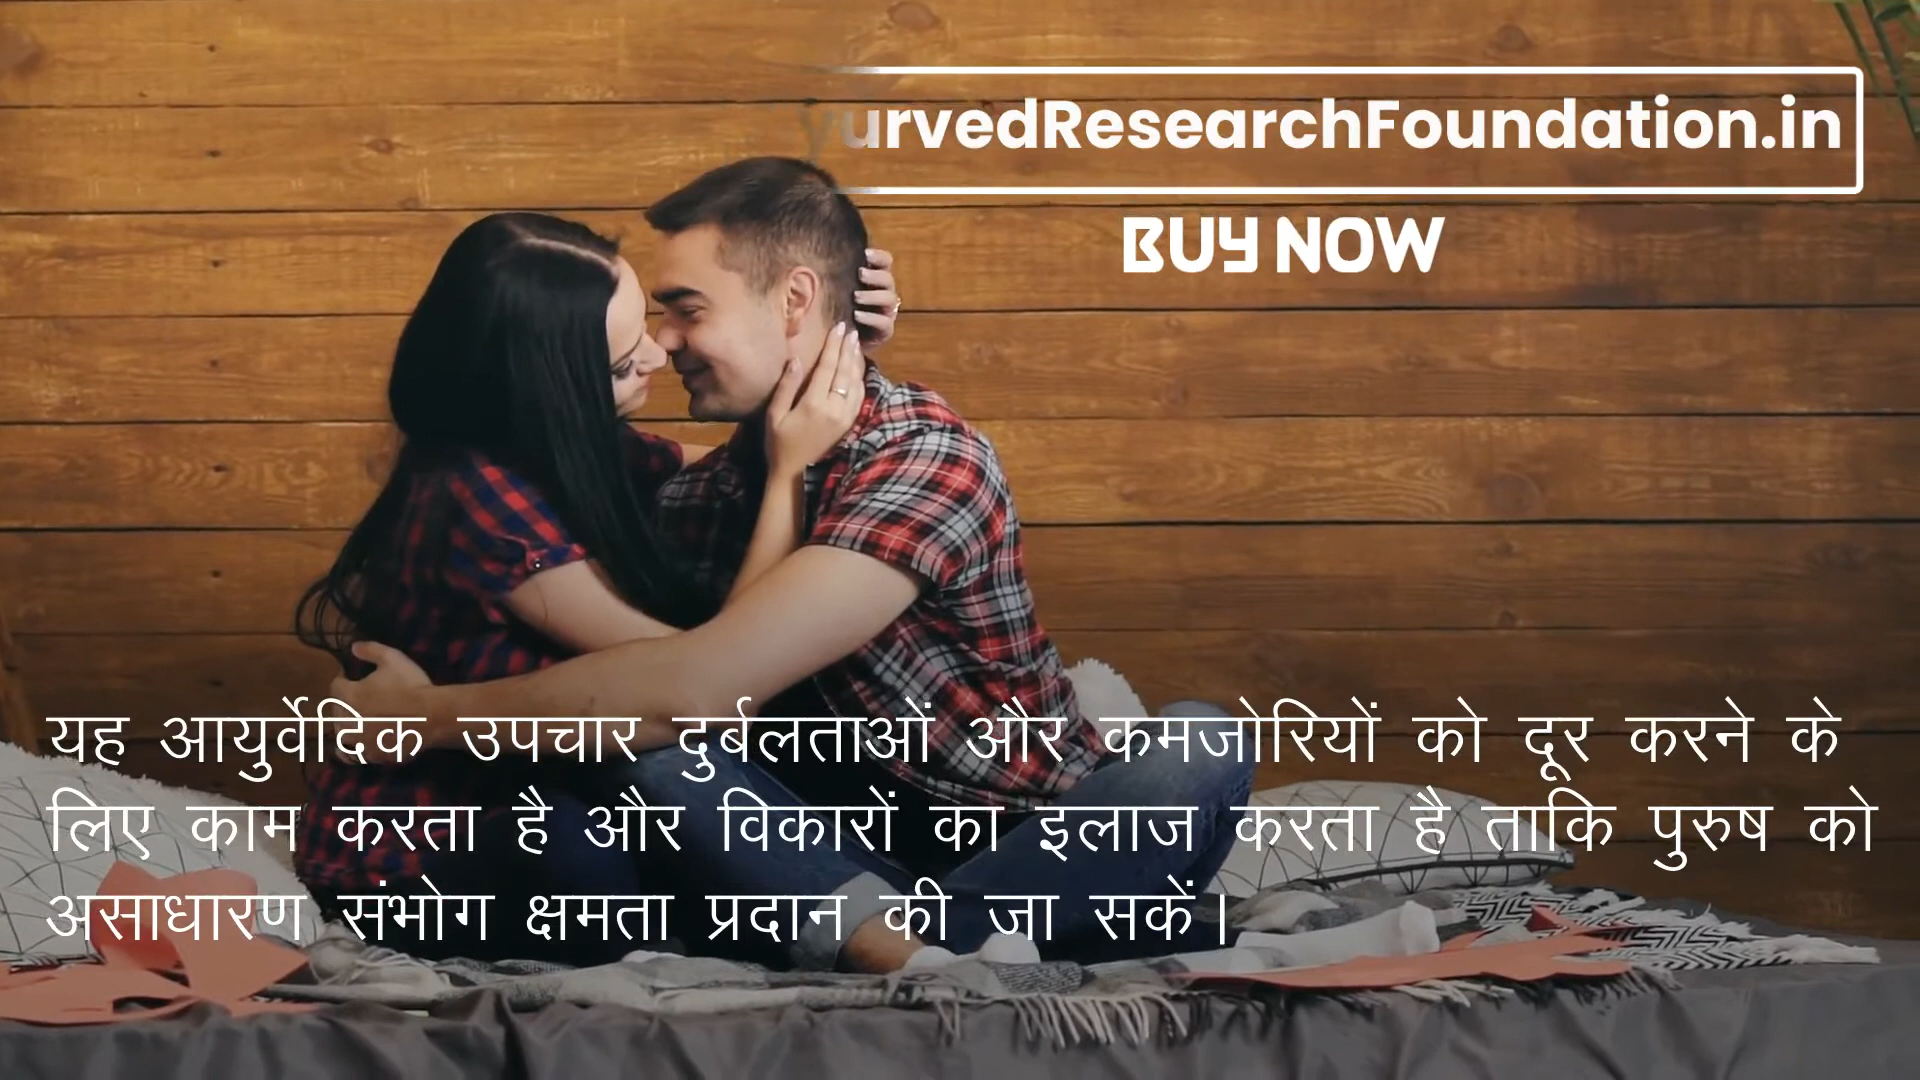 yurvedResearchFoundation.in
BUY NOW
यह आयुर्वेदिक उपचार दुर्बलताओं और कमजोरियों को दूर करने के
लिए काम करता है और विकारों का इलाज करता है ताकि पुरुष को
असाधारण संभोग क्षमता प्रदान की जा सकें।